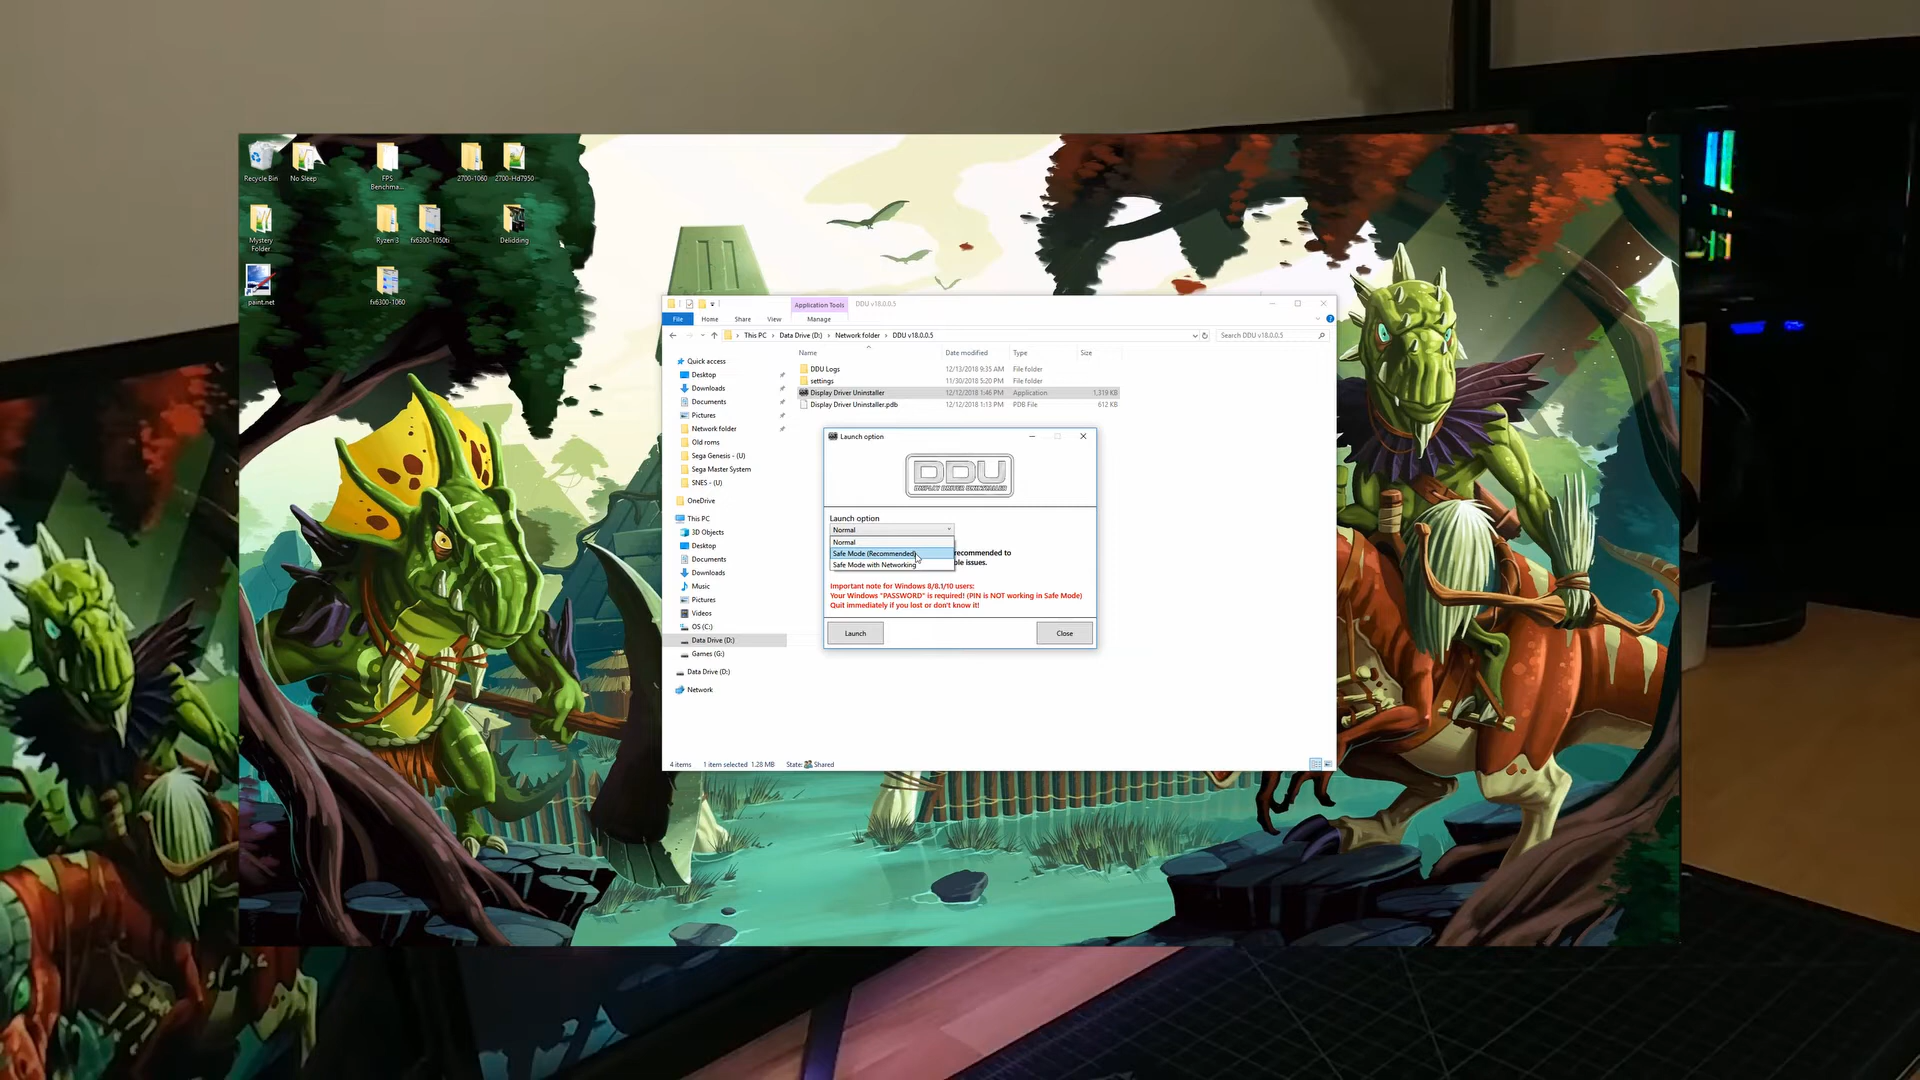 Recycle Bin
No Sleep
FPS Benchma...
2700-1060
2700-Hd7950
Mystery Folder
Ryzen 3
fx6300-1050ti
Delidding
paint.net
fx6300-1060
Application Tools
DDU v18.0.0.5
File Home Share View Manage
This PC › Data Drive (D:) › Network folder › DDU v18.0.0.5
Search DDU v18.0.0.5
Name Date modified Type Size
DDU Logs 12/13/2018 9:35 AM File folder
settings 11/30/2018 5:20 PM File folder
Display Driver Uninstaller 12/12/2018 1:46 PM Application 1,319 KB
Display Driver Uninstaller.pdb 12/12/2018 1:13 PM PDB File 612 KB
Quick access
Desktop
Downloads
Documents
Pictures
Network folder
Old roms
Sega Genesis - (U)
Sega Master System
SNES - (U)
OneDrive
This PC
3D Objects
Desktop
Documents
Downloads
Music
Pictures
Videos
OS (C:)
Data Drive (D:)
Games (G:)
Data Drive (D:)
Network
Launch option
DDU
DISPLAY DRIVER UNINSTALLER
Launch option
Normal
Normal
Safe Mode (Recommended)
Safe Mode with Networking
recommended to
ble issues.
Important note for Windows 8/8.1/10 users:
Your Windows "PASSWORD" is required! (PIN is NOT working in Safe Mode)
Quit immediately if you lost or don't know it!
Launch
Close
4 items 1 item selected 1.28 MB State: Shared